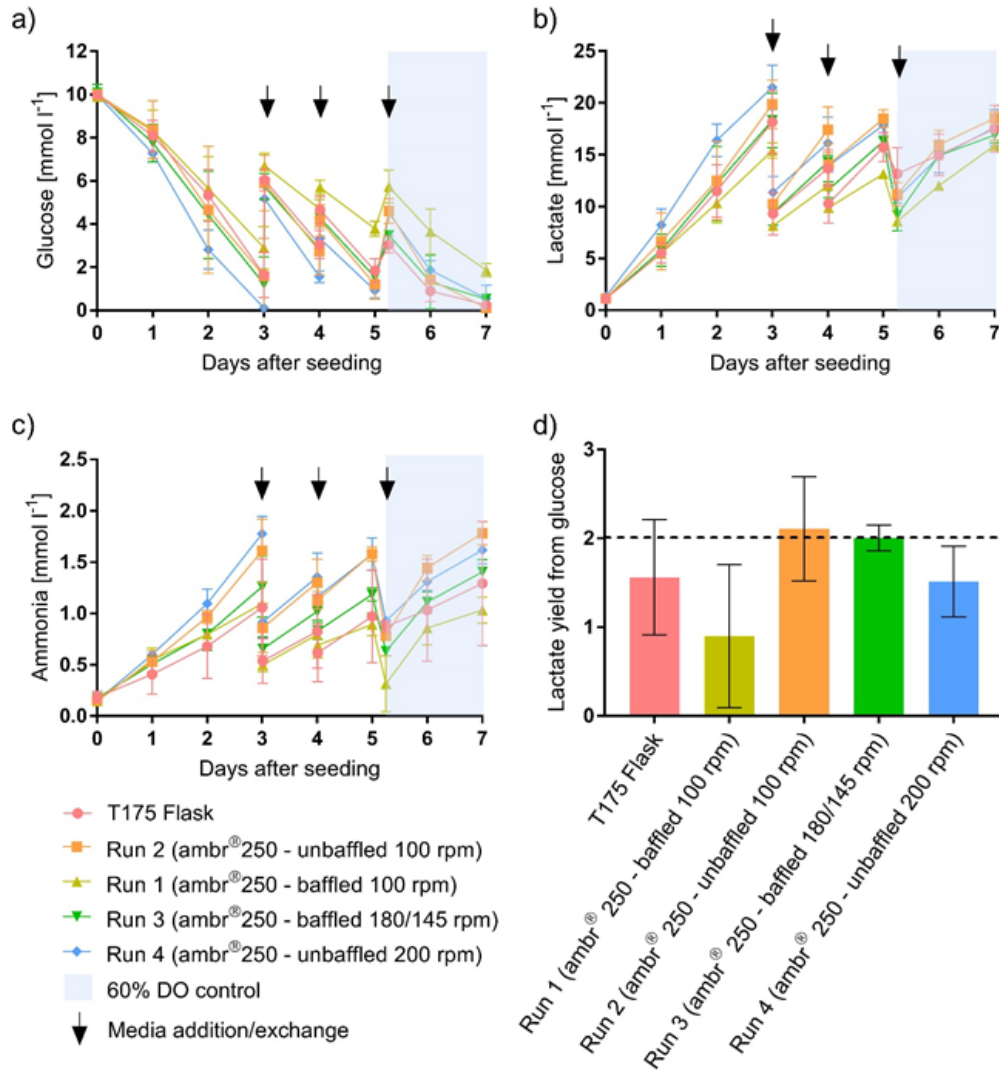 a)
Glucose [mmol l⁻¹]
12
10
8
6
4
2
0
0 1 2 3 4 5 6 7
Days after seeding
b)
Lactate [mmol l⁻¹]
25
20
15
10
5
0
0 1 2 3 4 5 6 7
Days after seeding
c)
Ammonia [mmol l⁻¹]
2.5
2.0
1.5
1.0
0.5
0.0
0 1 2 3 4 5 6 7
Days after seeding
d)
Lactate yield from glucose
3
2
1
0
T175 Flask
Run 1 (ambr® 250 - baffled 100 rpm)
Run 2 (ambr® 250 - unbaffled 100 rpm)
Run 3 (ambr® 250 - baffled 180/145 rpm)
Run 4 (ambr® 250 - unbaffled 200 rpm)
T175 Flask
Run 2 (ambr®250 - unbaffled 100 rpm)
Run 1 (ambr®250 - baffled 100 rpm)
Run 3 (ambr®250 - baffled 180/145 rpm)
Run 4 (ambr®250 - unbaffled 200 rpm)
60% DO control
Media addition/exchange